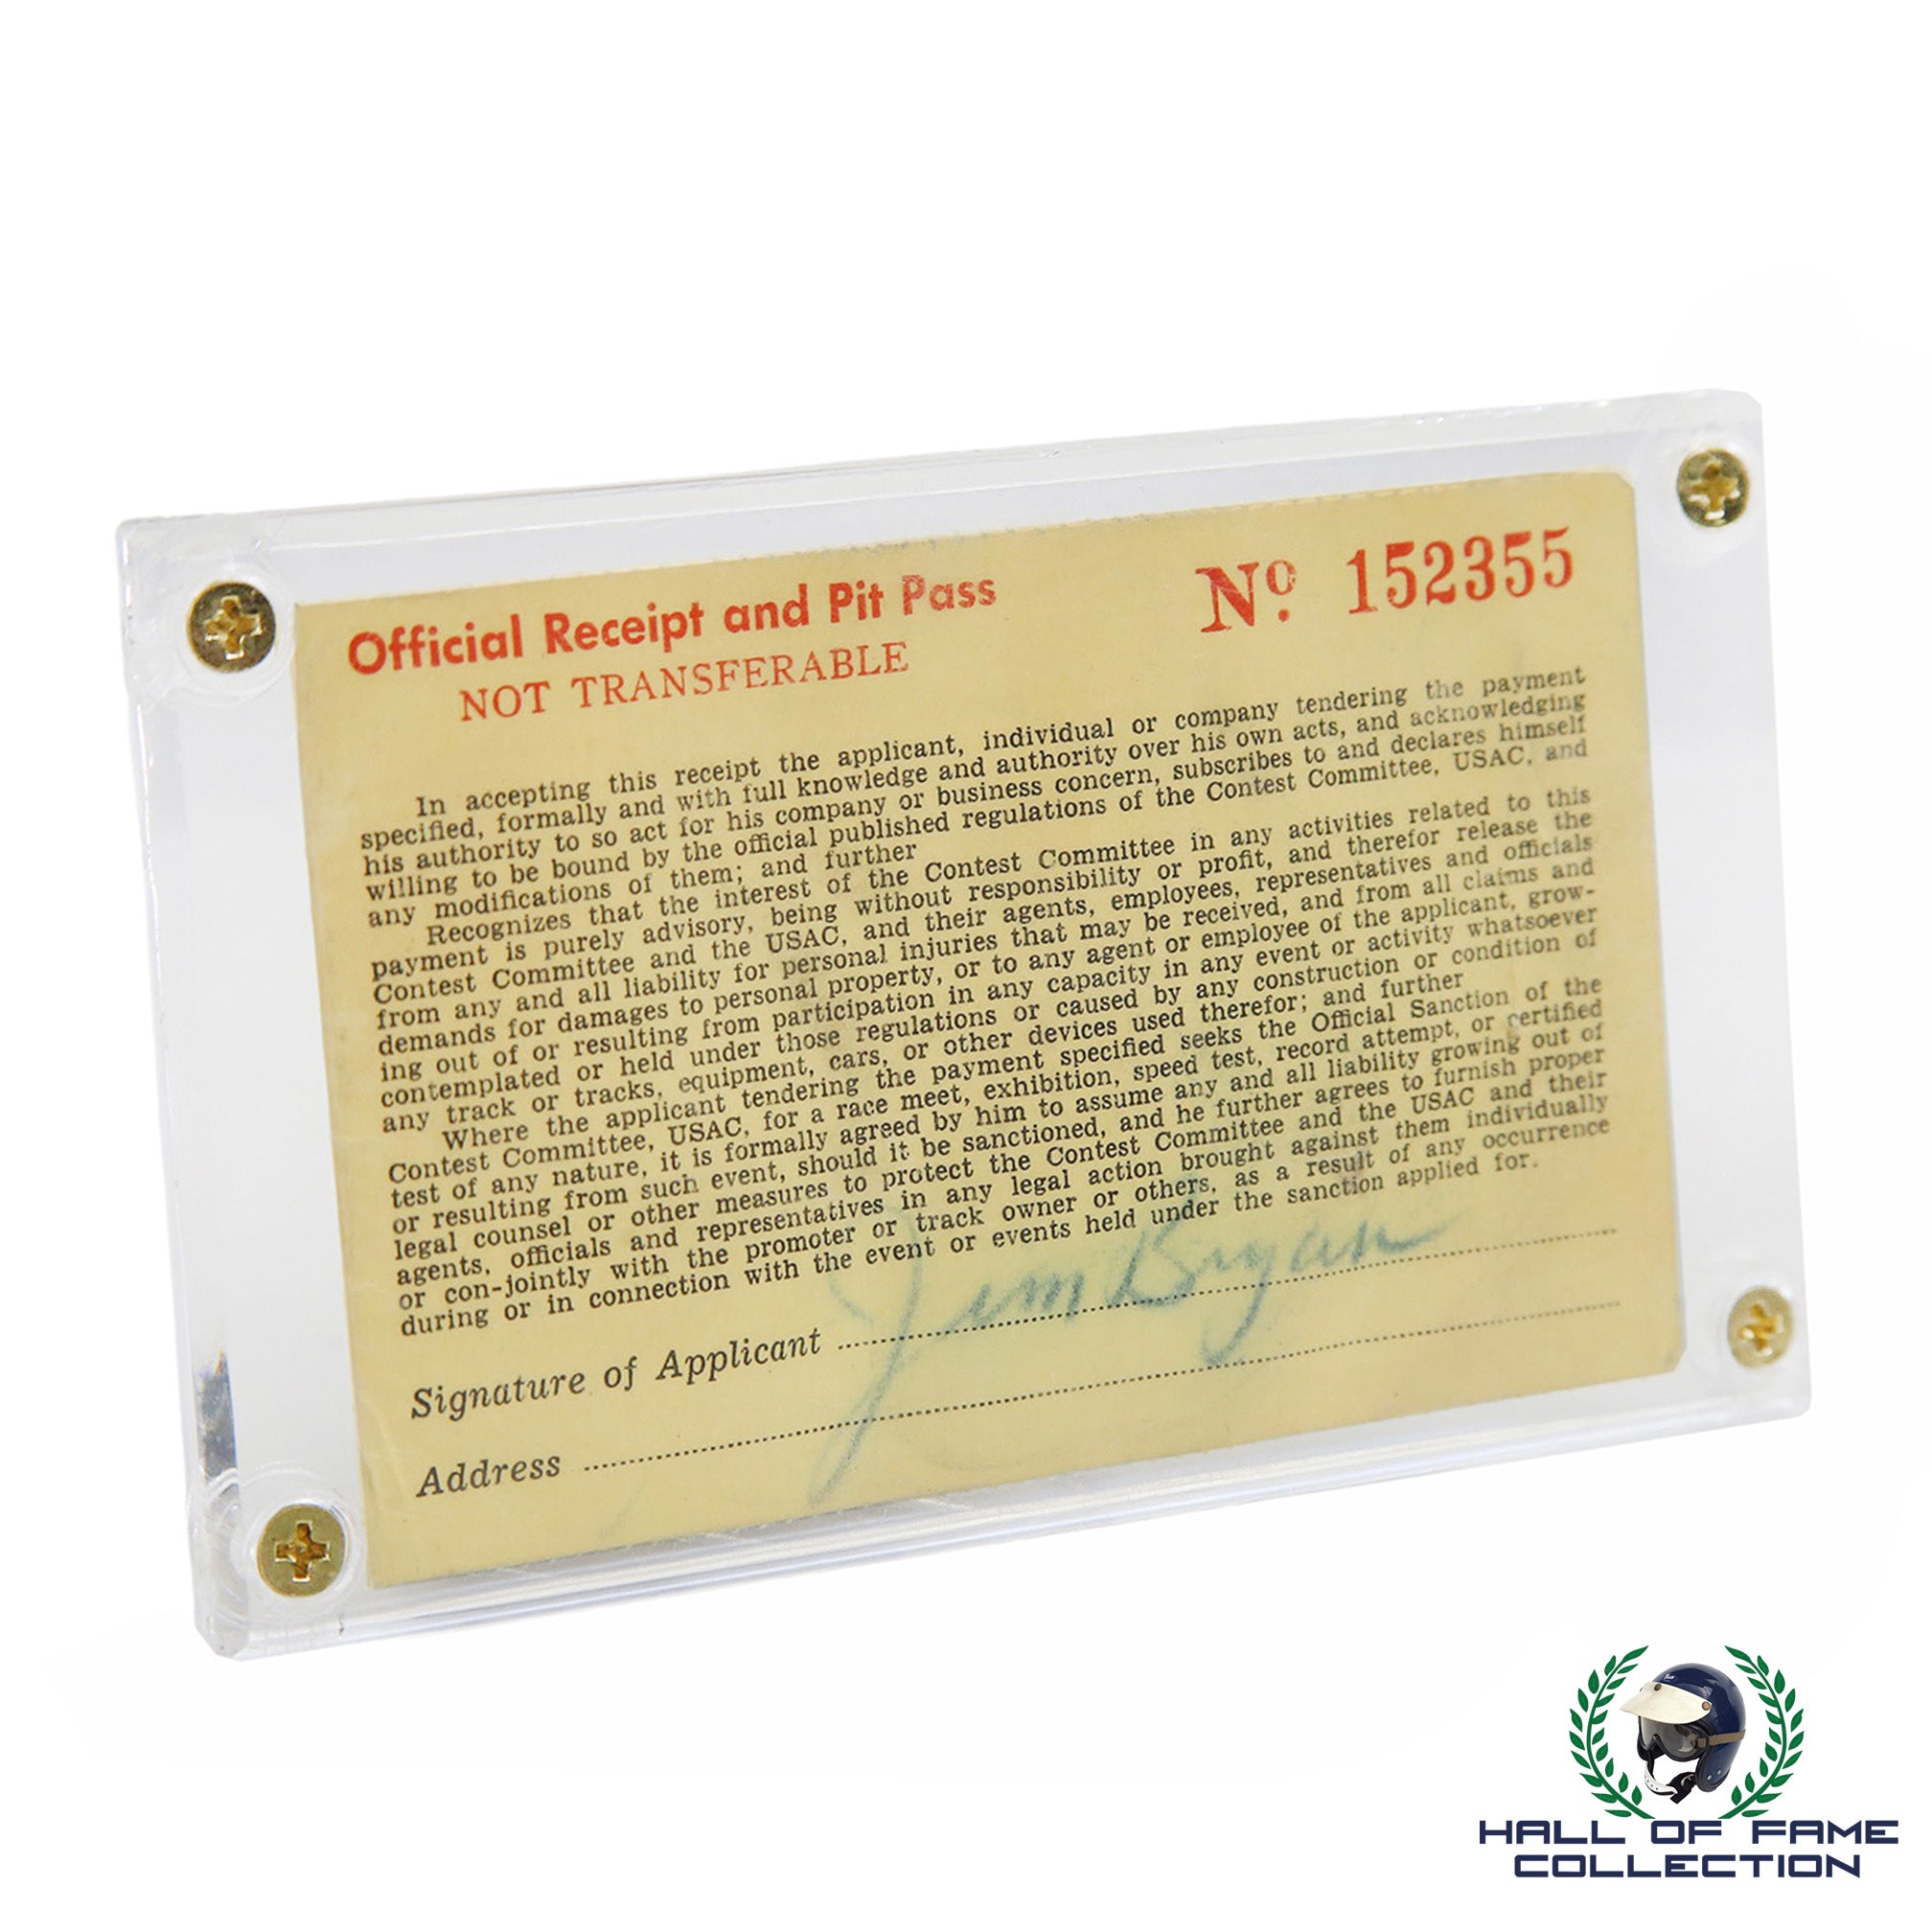 Official Receipt and Pit Pass
Nº. 152355
NOT TRANSFERABLE
In accepting this receipt the applicant, individual or company tendering the payment
specified, formally and with full knowledge and authority over his own acts, and acknowledging
his authority to so act for his company or business concern, subscribes to and declares himself
willing to be bound by the official published regulations of the Contest Committee, USAC, and
any modifications of them; and further
Recognizes that the interest of the Contest Committee in any activities related to this
payment is purely advisory, being without responsibility or profit, and therefor release the
Contest Committee and the USAC, and their agents, employees, representatives and officials
from any and all liability for personal injuries that may be received, and from all claims and
demands for damages to personal property, or to any agent or employee of the applicant, grow-
ing out of or resulting from participation in any capacity in any event or activity whatsoever
contemplated or held under those regulations or caused by any construction or condition of
any track or tracks, equipment, cars, or other devices used therefor; and further
Where the applicant tendering the payment specified seeks the Official Sanction of the
Contest Committee, USAC, for a race meet, exhibition, speed test, record attempt, or certified
test of any nature, it is formally agreed by him to assume any and all liability growing out of
or resulting from such event, should it be sanctioned, and he further agrees to furnish proper
legal counsel or other measures to protect the Contest Committee and the USAC and their
agents, officials and representatives in any legal action brought against them individually
or con-jointly with the promoter or track owner or others, as a result of any occurrence
during or in connection with the event or events held under the sanction applied for.
Signature of Applicant Jim Bryan
Address
HALL OF FAME
COLLECTION